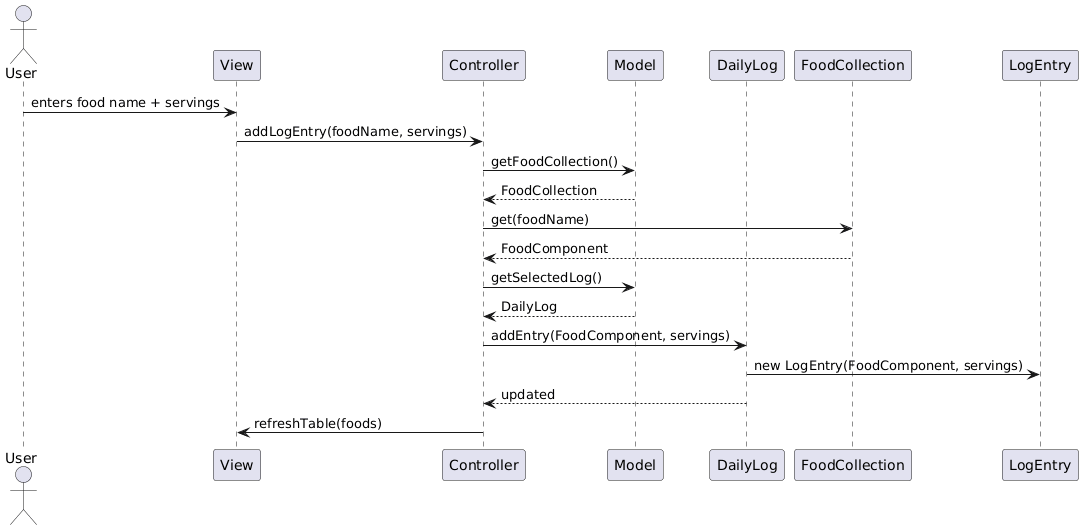 User
View
Controller
Model
DailyLog
FoodCollection
LogEntry
enters food name + servings
addLogEntry(foodName, servings)
getFoodCollection()
FoodCollection
get(foodName)
FoodComponent
getSelectedLog()
DailyLog
addEntry(FoodComponent, servings)
new LogEntry(FoodComponent, servings)
updated
refreshTable(foods)
User
View
Controller
Model
DailyLog
FoodCollection
LogEntry